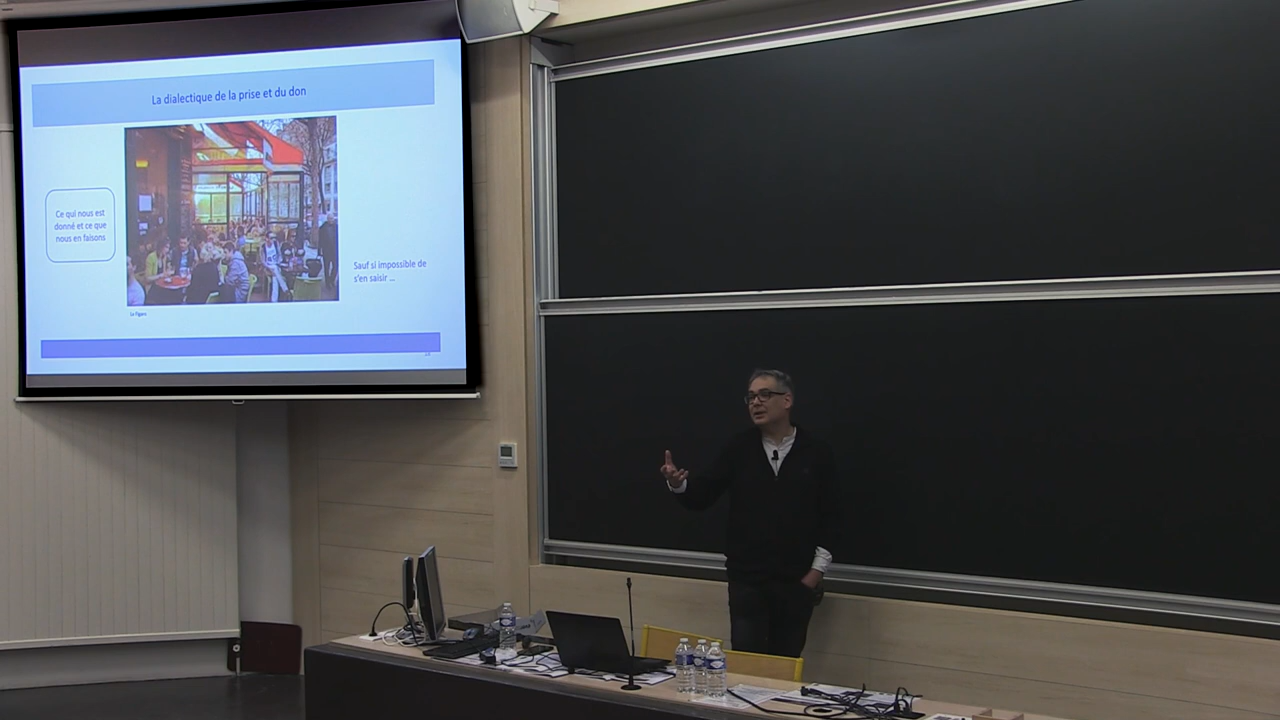 La dialectique de la prise et du don
Ce qui nous est
donné et ce que
nous en faisons
Sauf si impossible de
s'en saisir ...
Le Figaro